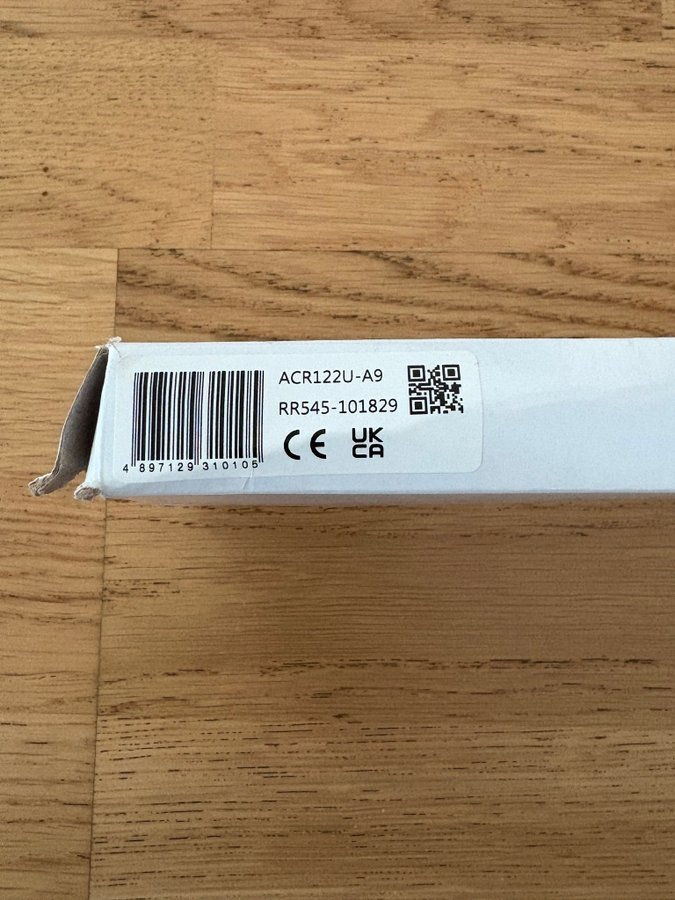 ACR122U-A9
RR545-101829
CE UK
CA
4 897129 310105